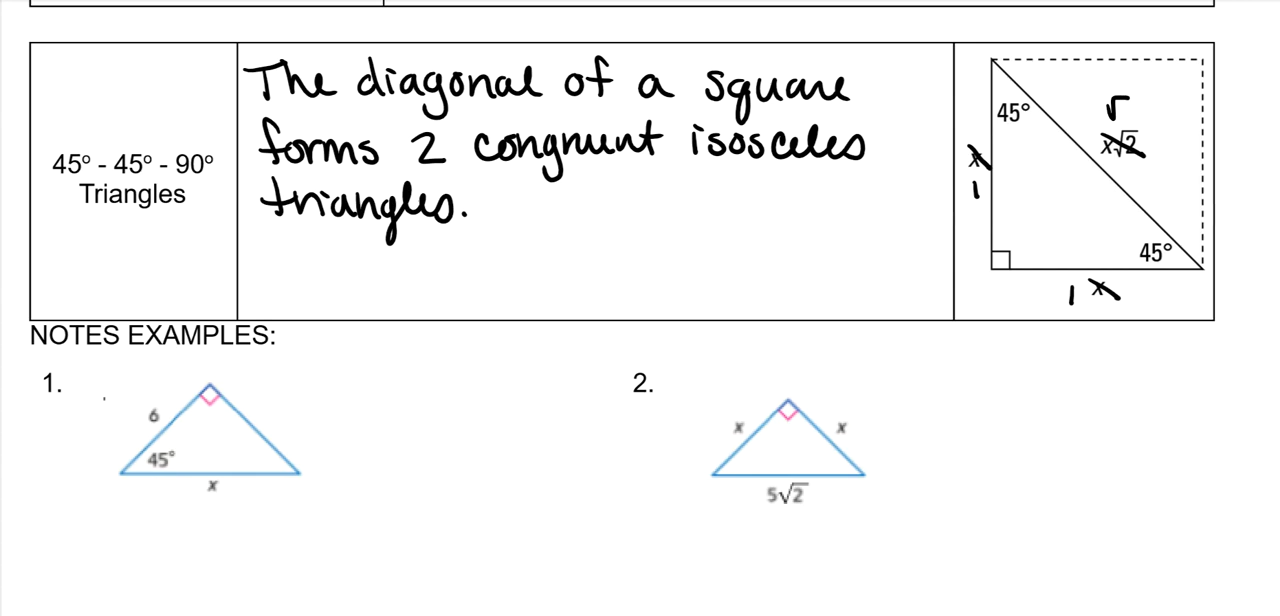 45° - 45° - 90°
Triangles
The diagonal of a square
forms 2 congruent isosceles
triangles.
45°
x√2
x
1
45°
1 x
NOTES EXAMPLES:
1.
6
45°
x
2.
x
x
5√2